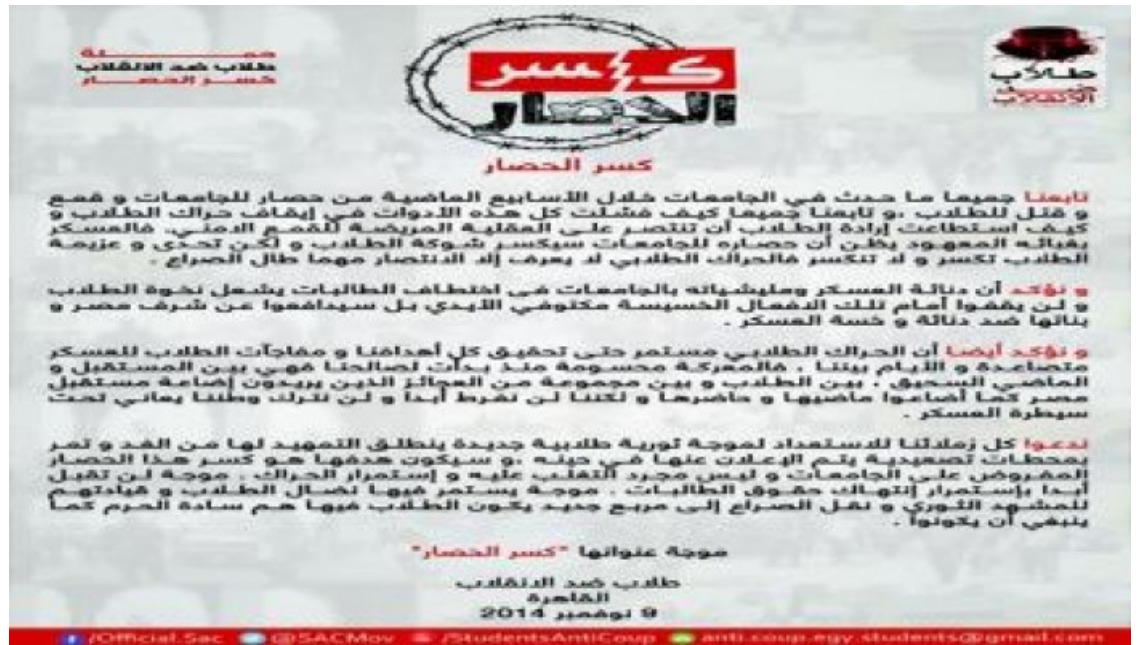 حملة
طلاب ضد الانقلاب
كسر الحصار
كسر
الحصار
طلاب
ضد
الانقلاب
كسر الحصار
تابعنا جميعا ما حدث في الجامعات خلال الأسابيع الماضية من حصار للجامعات و قمع
و قتل للطلاب ،و تابعنا جميعا كيف فشلت كل هذه الأدوات في إيقاف حراك الطلاب و
كيف استطاعت إرادة الطلاب أن تنتصر على العقلية المريضة للقمع الامني. فالعسكر
بغبائه المعهود يظن أن حصاره للجامعات سيكسر شوكة الطلاب و لكن تحدى و عزيمة
الطلاب تكسر و لا تنكسر فالحراك الطلابي لا يعرف إلا الانتصار مهما طال الصراع .
و نؤكد أن دنائة العسكر ومليشياته بالجامعات في اختطاف الطالبات يشعل نخوة الطلاب
و لن يقفوا أمام تلك الافعال الخسيسة مكتوفي الأيدي بل سيدافعوا عن شرف مصر و
بناتها ضد دنائة و خسة العسكر .
و نؤكد أيضا أن الحراك الطلابي مستمر حتى تحقيق كل أهدافنا و مفاجآت الطلاب للعسكر
متصاعدة و الأيام بيننا . فالمعركة محسومة منذ بدأت لصالحنا فهي بين المستقبل و
الماضي السحيق ، بين الطلاب و بين مجموعة من العجائز الذين يريدون إضاعة مستقبل
مصر كما أضاعوا ماضيها و حاضرها و لكننا لن نفرط أبدا و لن نترك وطننا يعاني تحت
سيطرة العسكر .
ندعوا كل زملائنا للاستعداد لموجة ثورية طلابية جديدة ينطلق التمهيد لها من الغد و تمر
بمحطات تصعيدية يتم الإعلان عنها في حينه ،و سيكون هدفها هو كسر هذا الحصار
المفروض على الجامعات و ليس مجرد التغلب عليه و إستمرار الحراك . موجة لن تقبل
أبدا بإستمرار إنتهاك حقوق الطالبات . موجة يستمر فيها نضال الطلاب و قيادتهم
للمشهد الثوري و نقل الصراع إلى مربع جديد يكون الطلاب فيها هم سادة الحرم كما
ينبغي أن يكونوا .
موجة عنوانها "كسر الحصار"
طلاب ضد الانقلاب
القاهرة
9 نوفمبر 2014
/Official.Sac @SACMov /StudentsAntiCoup anti.coup.egy.students@gmail.com